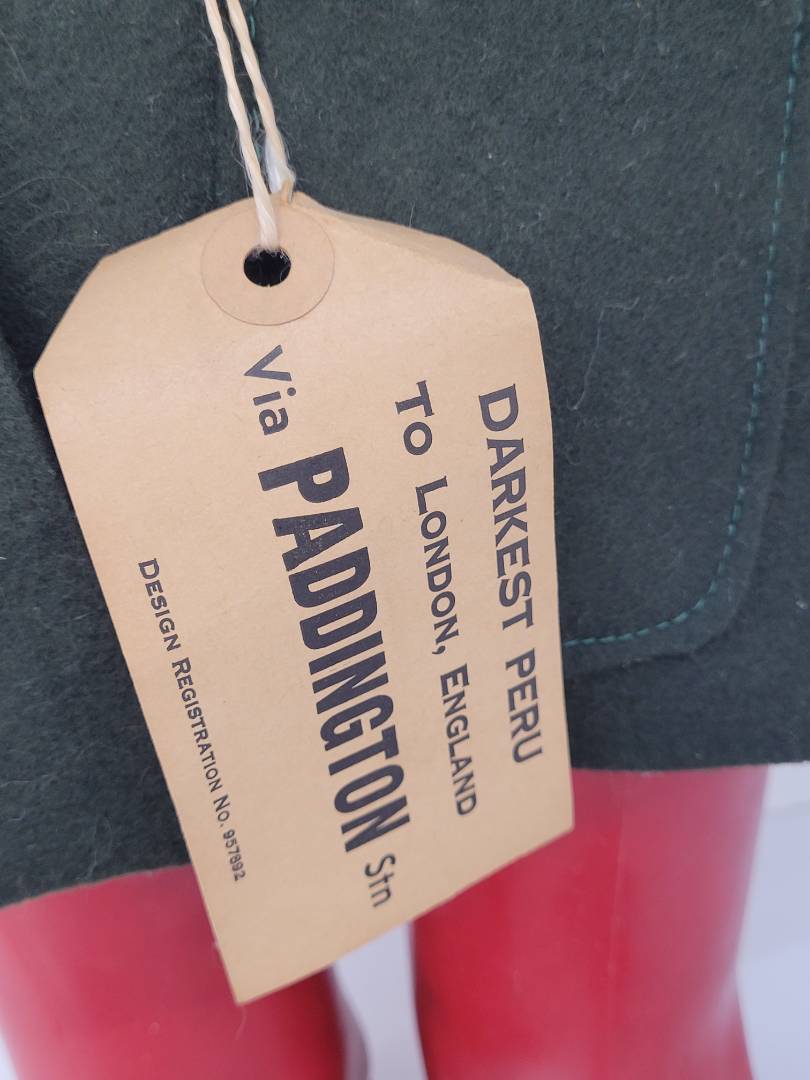 DARKEST PERU
TO LONDON, ENGLAND
Via PADDINGTON Stn
DESIGN REGISTRATION NO. 957892